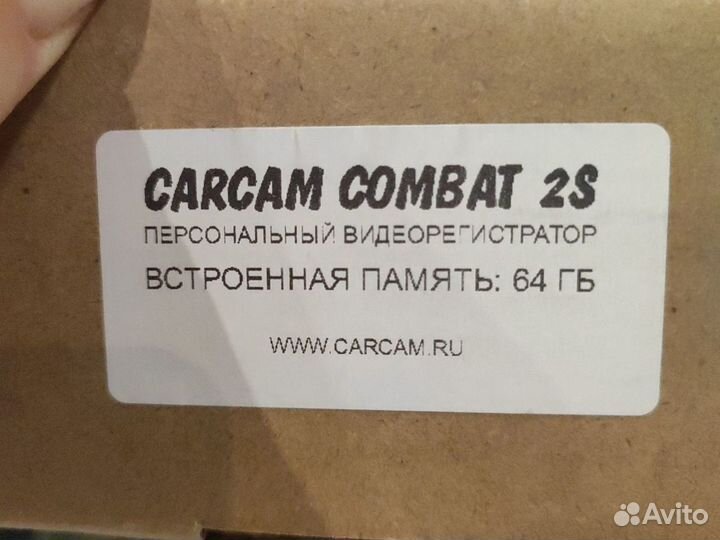 CARCAM COMBAT 2S
ПЕРСОНАЛЬНЫЙ ВИДЕОРЕГИСТРАТОР
ВСТРОЕННАЯ ПАМЯТЬ: 64 ГБ
WWW.CARCAM.RU
Avito